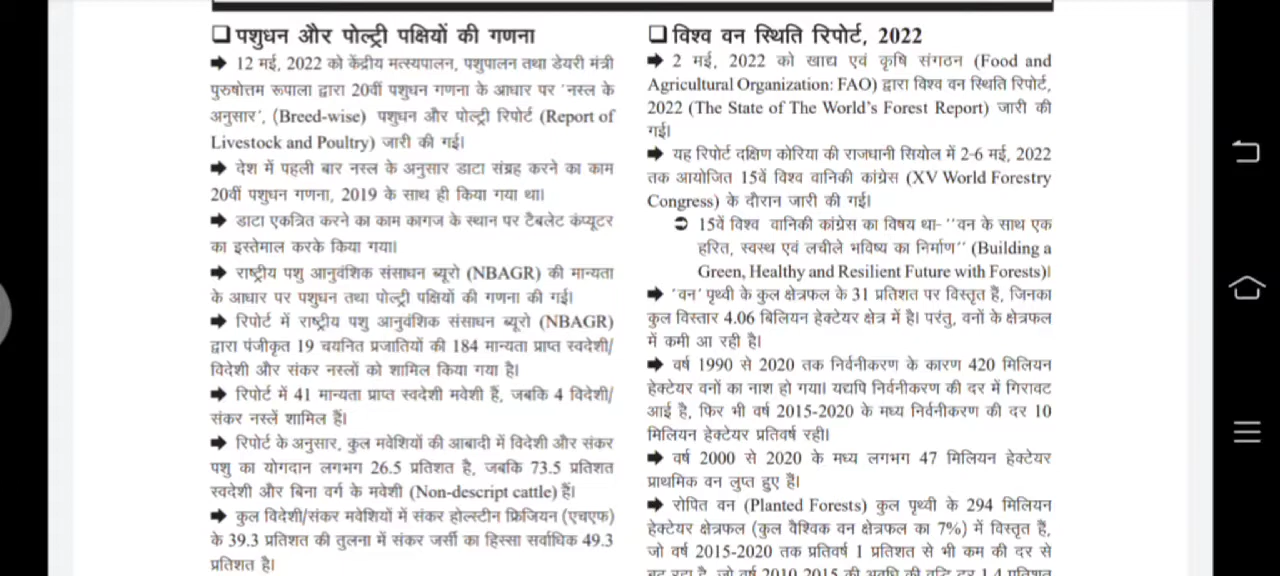 ❑ पशुधन और पोल्ट्री पक्षियों की गणना
➡ 12 मई, 2022 को केंद्रीय मत्स्यपालन, पशुपालन तथा डेयरी मंत्री
पुरुषोत्तम रूपाला द्वारा 20वीं पशुधन गणना के आधार पर 'नस्ल के
अनुसार', (Breed-wise) पशुधन और पोल्ट्री रिपोर्ट (Report of
Livestock and Poultry) जारी की गई।
➡ देश में पहली बार नस्ल के अनुसार डाटा संग्रह करने का काम
20वीं पशुधन गणना, 2019 के साथ ही किया गया था।
➡ डाटा एकत्रित करने का काम कागज के स्थान पर टैबलेट कंप्यूटर
का इस्तेमाल करके किया गया।
➡ राष्ट्रीय पशु आनुवंशिक संसाधन ब्यूरो (NBAGR) की मान्यता
के आधार पर पशुधन तथा पोल्ट्री पक्षियों की गणना की गई।
➡ रिपोर्ट में राष्ट्रीय पशु आनुवंशिक संसाधन ब्यूरो (NBAGR)
द्वारा पंजीकृत 19 चयनित प्रजातियों की 184 मान्यता प्राप्त स्वदेशी/
विदेशी और संकर नस्लों को शामिल किया गया है।
➡ रिपोर्ट में 41 मान्यता प्राप्त स्वदेशी मवेशी हैं, जबकि 4 विदेशी/
संकर नस्लें शामिल हैं।
➡ रिपोर्ट के अनुसार, कुल मवेशियों की आबादी में विदेशी और संकर
पशु का योगदान लगभग 26.5 प्रतिशत है, जबकि 73.5 प्रतिशत
स्वदेशी और बिना वर्ग के मवेशी (Non-descript cattle) हैं।
➡ कुल विदेशी/संकर मवेशियों में संकर होल्स्टीन फ्रिजियन (एचएफ)
के 39.3 प्रतिशत की तुलना में संकर जर्सी का हिस्सा सर्वाधिक 49.3
प्रतिशत है।
❑ विश्व वन स्थिति रिपोर्ट, 2022
➡ 2 मई, 2022 को खाद्य एवं कृषि संगठन (Food and
Agricultural Organization: FAO) द्वारा विश्व वन स्थिति रिपोर्ट,
2022 (The State of The World's Forest Report) जारी की
गई।
➡ यह रिपोर्ट दक्षिण कोरिया की राजधानी सियोल में 2-6 मई, 2022
तक आयोजित 15वें विश्व वानिकी कांग्रेस (XV World Forestry
Congress) के दौरान जारी की गई।
➲ 15वें विश्व वानिकी कांग्रेस का विषय था- ''वन के साथ एक
हरित, स्वस्थ एवं लचीले भविष्य का निर्माण'' (Building a
Green, Healthy and Resilient Future with Forests)।
➡ 'वन' पृथ्वी के कुल क्षेत्रफल के 31 प्रतिशत पर विस्तृत हैं, जिनका
कुल विस्तार 4.06 बिलियन हेक्टेयर क्षेत्र में है। परंतु, वनों के क्षेत्रफल
में कमी आ रही है।
➡ वर्ष 1990 से 2020 तक निर्वनीकरण के कारण 420 मिलियन
हेक्टेयर वनों का नाश हो गया। यद्यपि निर्वनीकरण की दर में गिरावट
आई है, फिर भी वर्ष 2015-2020 के मध्य निर्वनीकरण की दर 10
मिलियन हेक्टेयर प्रतिवर्ष रही।
➡ वर्ष 2000 से 2020 के मध्य लगभग 47 मिलियन हेक्टेयर
प्राथमिक वन लुप्त हुए हैं।
➡ रोपित वन (Planted Forests) कुल पृथ्वी के 294 मिलियन
हेक्टेयर क्षेत्रफल (कुल वैश्विक वन क्षेत्रफल का 7%) में विस्तृत हैं,
जो वर्ष 2015-2020 तक प्रतिवर्ष 1 प्रतिशत से भी कम की दर से
बढ़ रहा है, जो वर्ष 2010-2015 की अवधि की वृद्धि दर 1.4 प्रतिशत